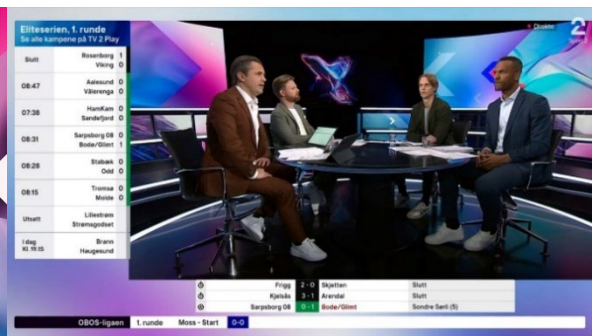 Eliteserien, 1. runde
Se alle kampene på TV 2 Play
Slutt Rosenborg 1
Viking 0
08:47 Aalesund 0
Vålerenga 0
07:38 HamKam 0
Sandefjord 0
08:31 Sarpsborg 08 0
Bodø/Glimt 1
08:28 Stabæk 0
Odd 0
08:15 Tromsø 0
Molde 0
Utsatt Lillestrøm
Strømsgodset
I dag Brann
Kl. 19:15 Haugesund
Direkte
2
Frigg 2 - 0 Skjetten Slutt
Kjelsås 3 - 1 Arendal Slutt
Sarpsborg 08 0 - 1 Bodø/Glimt Sondre Sørli (5)
OBOS-ligaen 1. runde Moss - Start 0-0